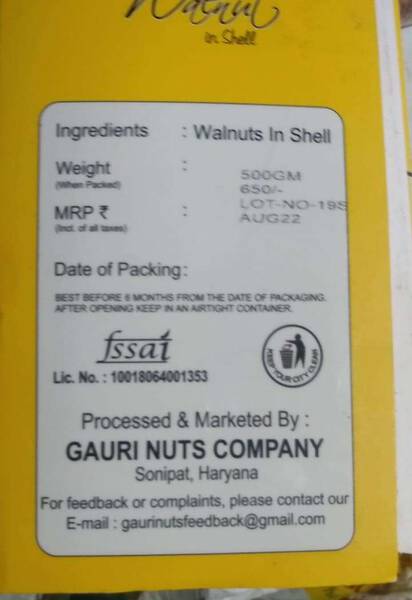 Walnut
in Shell
Ingredients : Walnuts In Shell
Weight :
(When Packed)
500GM
650/-
MRP ₹ :
(Incl. of all taxes)
LOT-NO-19S
AUG22
Date of Packing:
BEST BEFORE 6 MONTHS FROM THE DATE OF PACKAGING.
AFTER OPENING KEEP IN AN AIRTIGHT CONTAINER.
fssai
KEEP YOUR CITY CLEAN
Lic. No. : 10018064001353
Processed & Marketed By :
GAURI NUTS COMPANY
Sonipat, Haryana
For feedback or complaints, please contact our
E-mail : gaurinutsfeedback@gmail.com